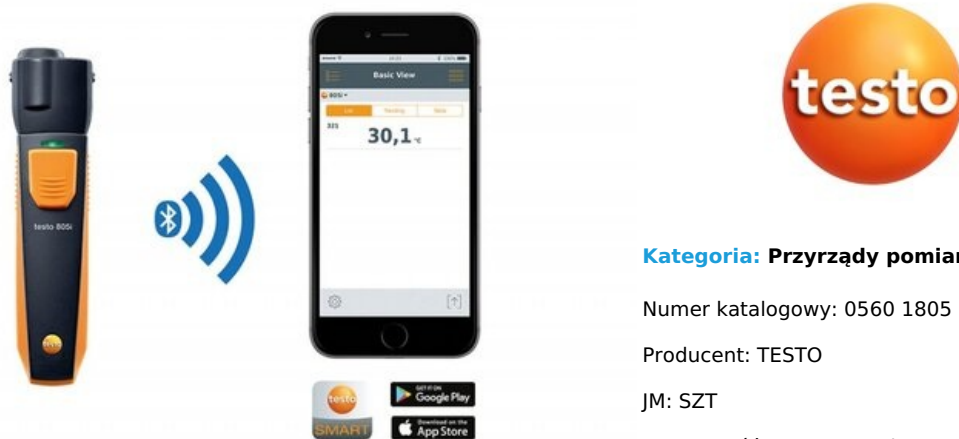 testo 805i
testo
Basic View
805i
321
30,1 °C
testo
SMART
GET IT ON
Google Play
Download on the
App Store
testo
Kategoria: Przyrządy pomiar
Numer katalogowy: 0560 1805
Producent: TESTO
JM: SZT